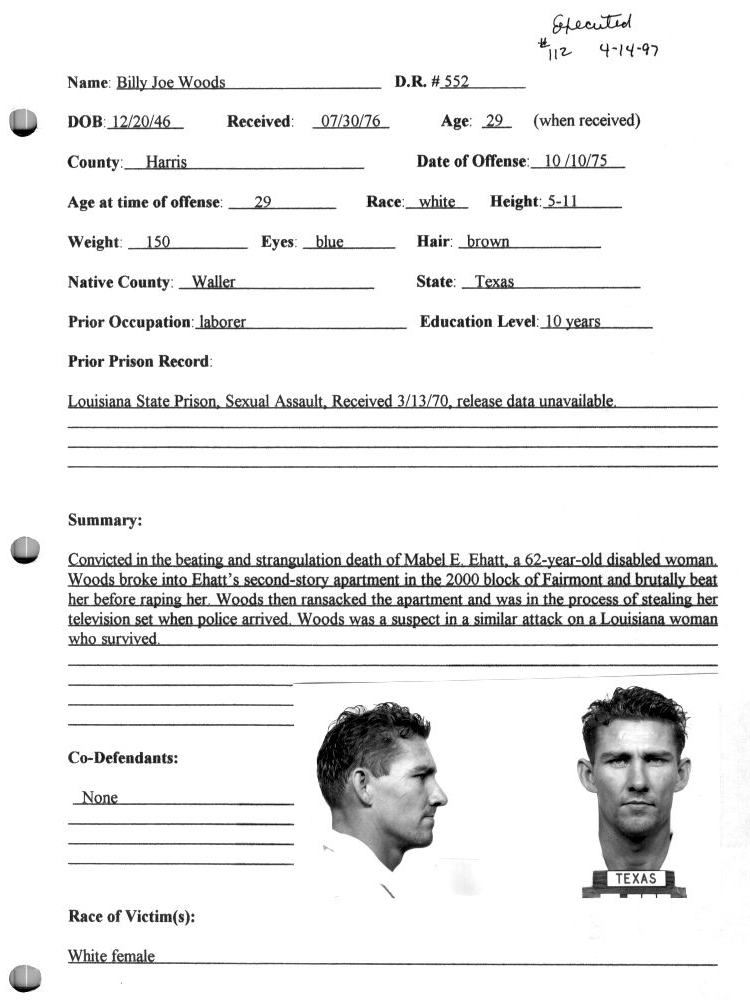 Executed
#112 4-14-97
Name: Billy Joe Woods D.R. # 552
DOB: 12/20/46 Received: 07/30/76 Age: 29 (when received)
County: Harris Date of Offense: 10 /10/75
Age at time of offense: 29 Race: white Height: 5-11
Weight: 150 Eyes: blue Hair: brown
Native County: Waller State: Texas
Prior Occupation: laborer Education Level: 10 years
Prior Prison Record:
Louisiana State Prison, Sexual Assault, Received 3/13/70, release data unavailable.
Summary:
Convicted in the beating and strangulation death of Mabel E. Ehatt, a 62-year-old disabled woman.
Woods broke into Ehatt's second-story apartment in the 2000 block of Fairmont and brutally beat
her before raping her. Woods then ransacked the apartment and was in the process of stealing her
television set when police arrived. Woods was a suspect in a similar attack on a Louisiana woman
who survived.
Co-Defendants:
None
TEXAS
Race of Victim(s):
White female